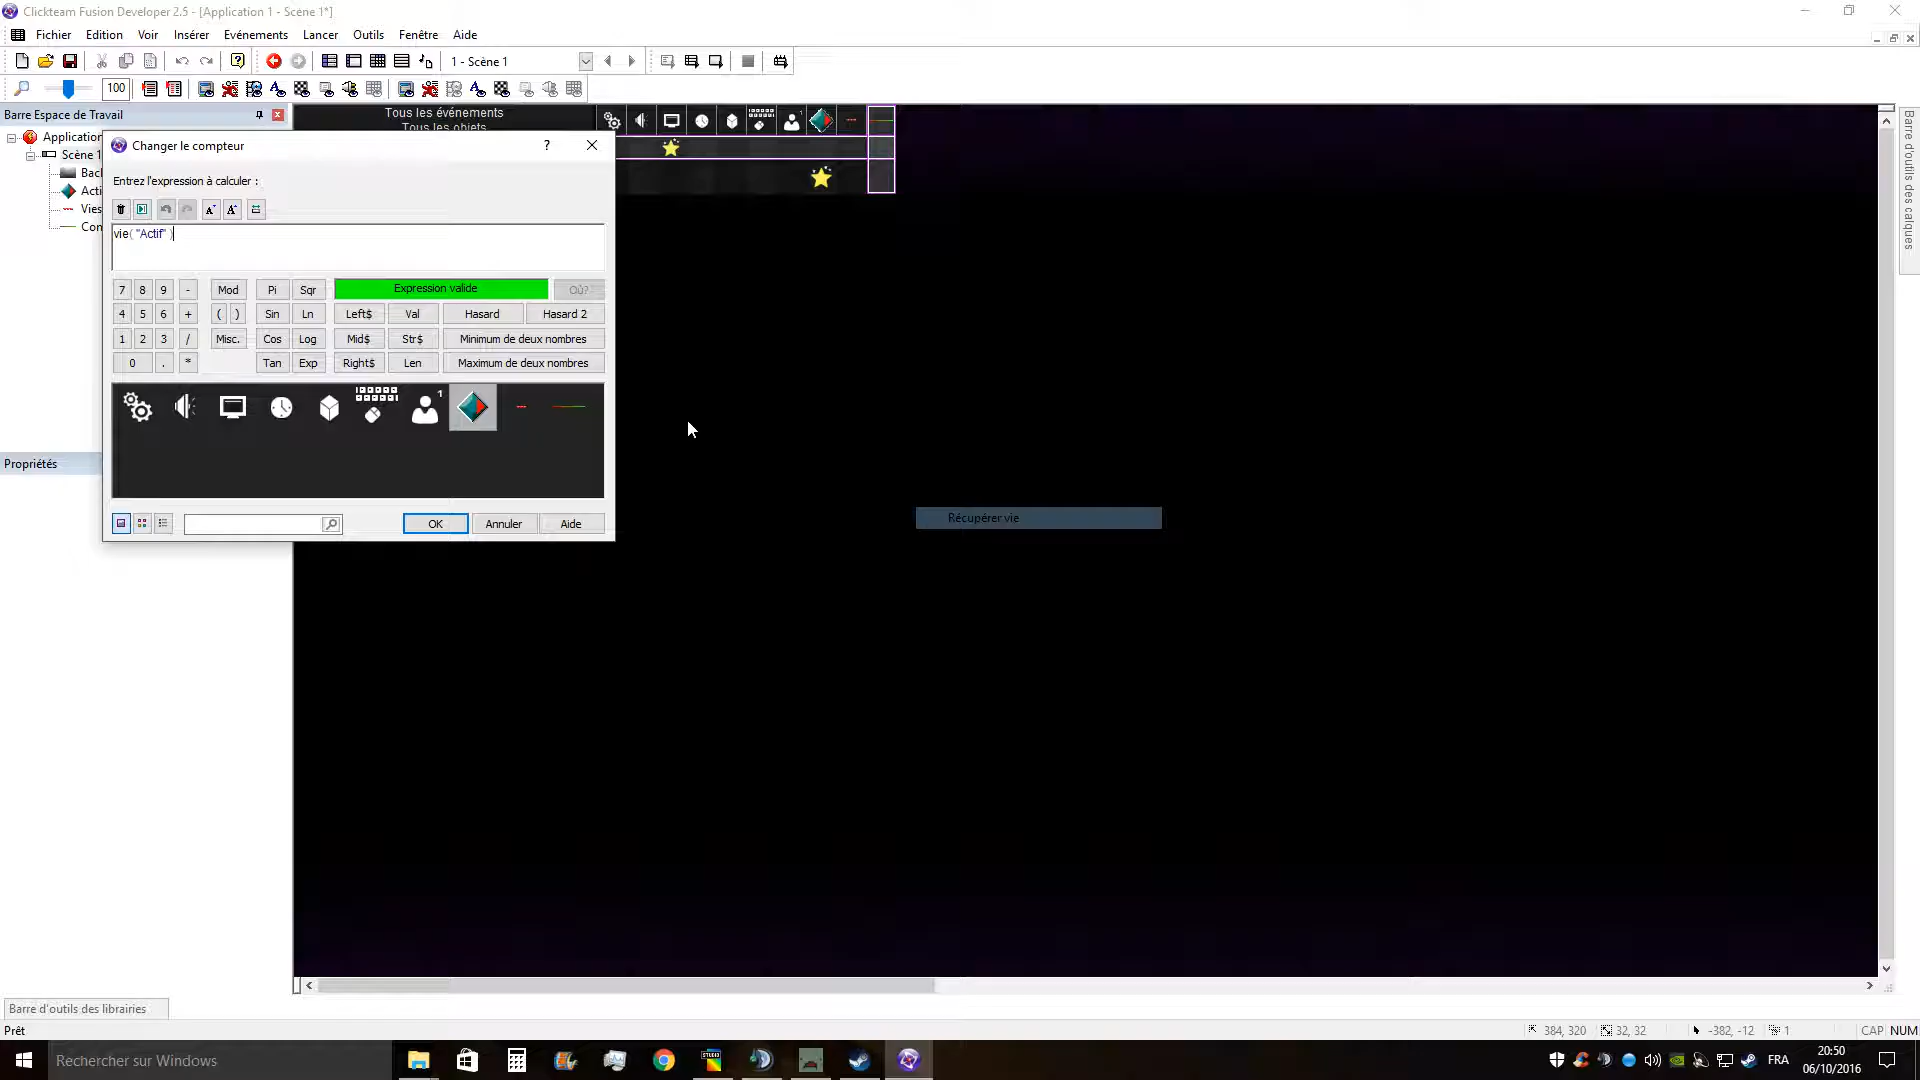 Clickteam Fusion Developer 2.5 - [Application 1 - Scène 1*]
Fichier Edition Voir Insérer Evénements Lancer Outils Fenêtre Aide
1 - Scène 1
100
Barre Espace de Travail
Tous les événements
Tous les objets
Application
Scène 1
Back
Acti
Vies
Con
Changer le compteur
?
Entrez l'expression à calculer :
vie( "Actif" )
7 8 9 - Mod Pi Sqr Expression valide Où?
4 5 6 + ( ) Sin Ln Left$ Val Hasard Hasard 2
1 2 3 / Misc. Cos Log Mid$ Str$ Minimum de deux nombres
0 . * Tan Exp Right$ Len Maximum de deux nombres
1
OK Annuler Aide
Propriétés
Récupérer vie
Barre d'outils des calques
Barre d'outils des librairies
Prêt
384, 320 32, 32 -382, -12 1 CAP NUM
Rechercher sur Windows
STUDIO
FRA
20:50
06/10/2016